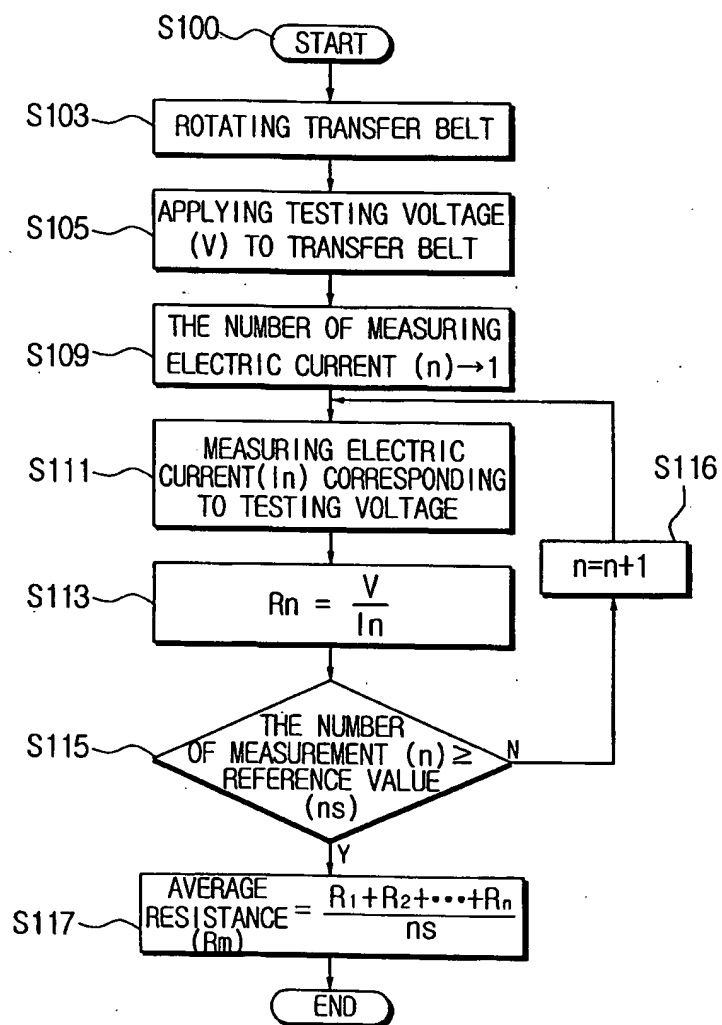 S100
START
S103
ROTATING TRANSFER BELT
S105
APPLYING TESTING VOLTAGE
(V) TO TRANSFER BELT
S109
THE NUMBER OF MEASURING
ELECTRIC CURRENT (n)→1
S111
MEASURING ELECTRIC
CURRENT(In) CORRESPONDING
TO TESTING VOLTAGE
S116
n=n+1
S113
Rn = V/In
S115
THE NUMBER
OF MEASUREMENT (n)≥
REFERENCE VALUE
(ns)
N
Y
S117
AVERAGE
RESISTANCE
(Rm)
= R1+R2+•••+Rn/ns
END